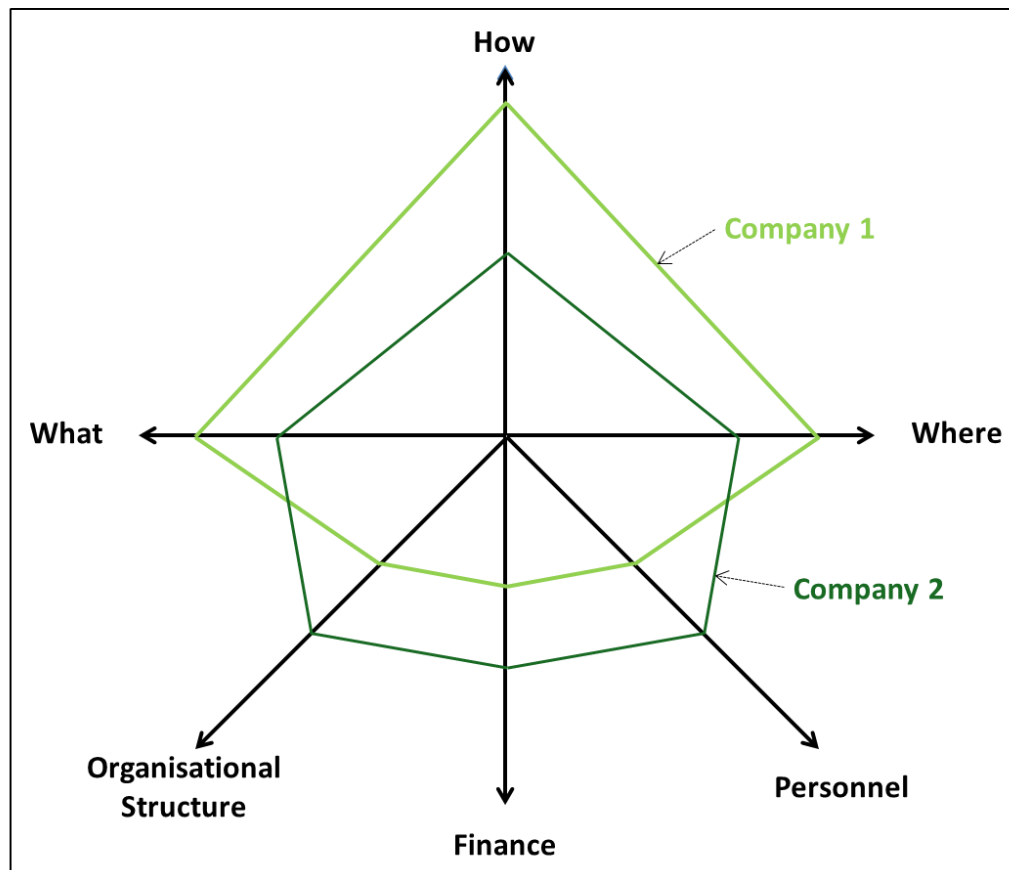 How
Company 1
What
Where
Company 2
Organisational
Structure
Personnel
Finance